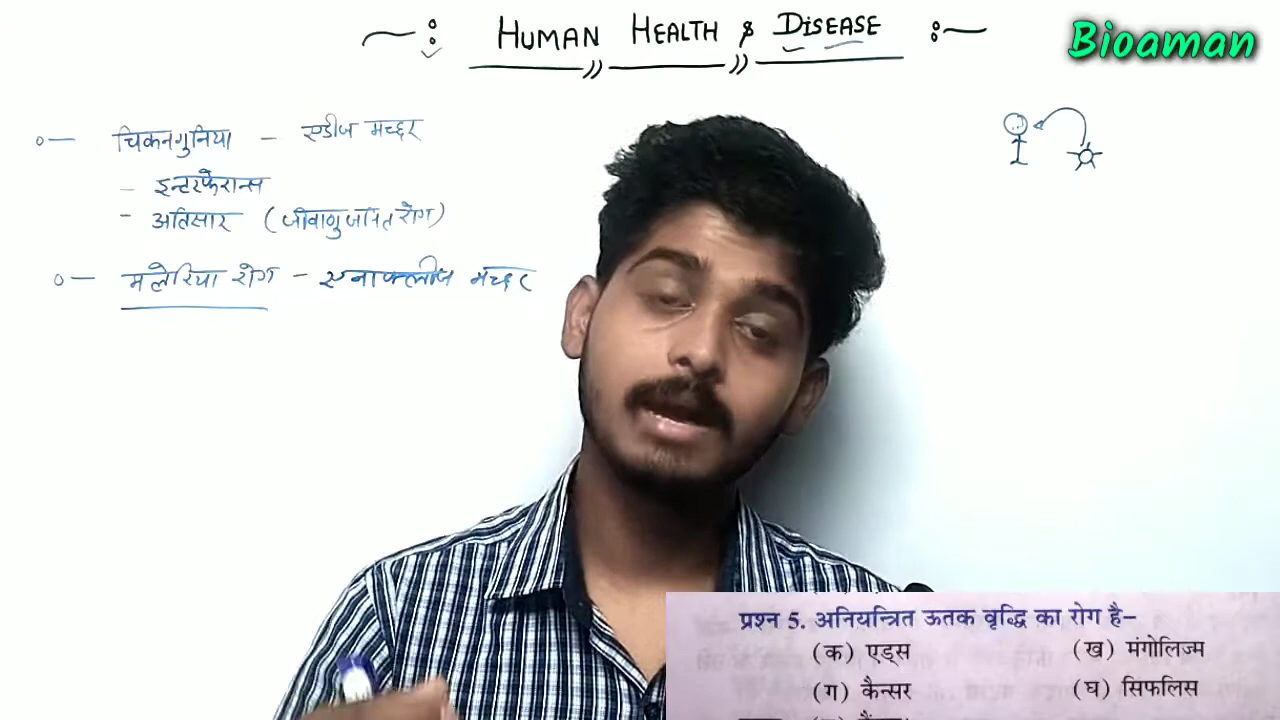 HUMAN HEALTH & DISEASE
Bioaman
चिकनगुनिया - एडीज मच्छर
- इन्टरफेरान्स
- अतिसार (जीवाणु जनित रोग)
मलेरिया रोग - एनाफ्लीज मच्छर
प्रश्न 5. अनियन्त्रित ऊतक वृद्धि का रोग है-
(क) एड्स (ख) मंगोलिज्म
(ग) कैन्सर (घ) सिफलिस